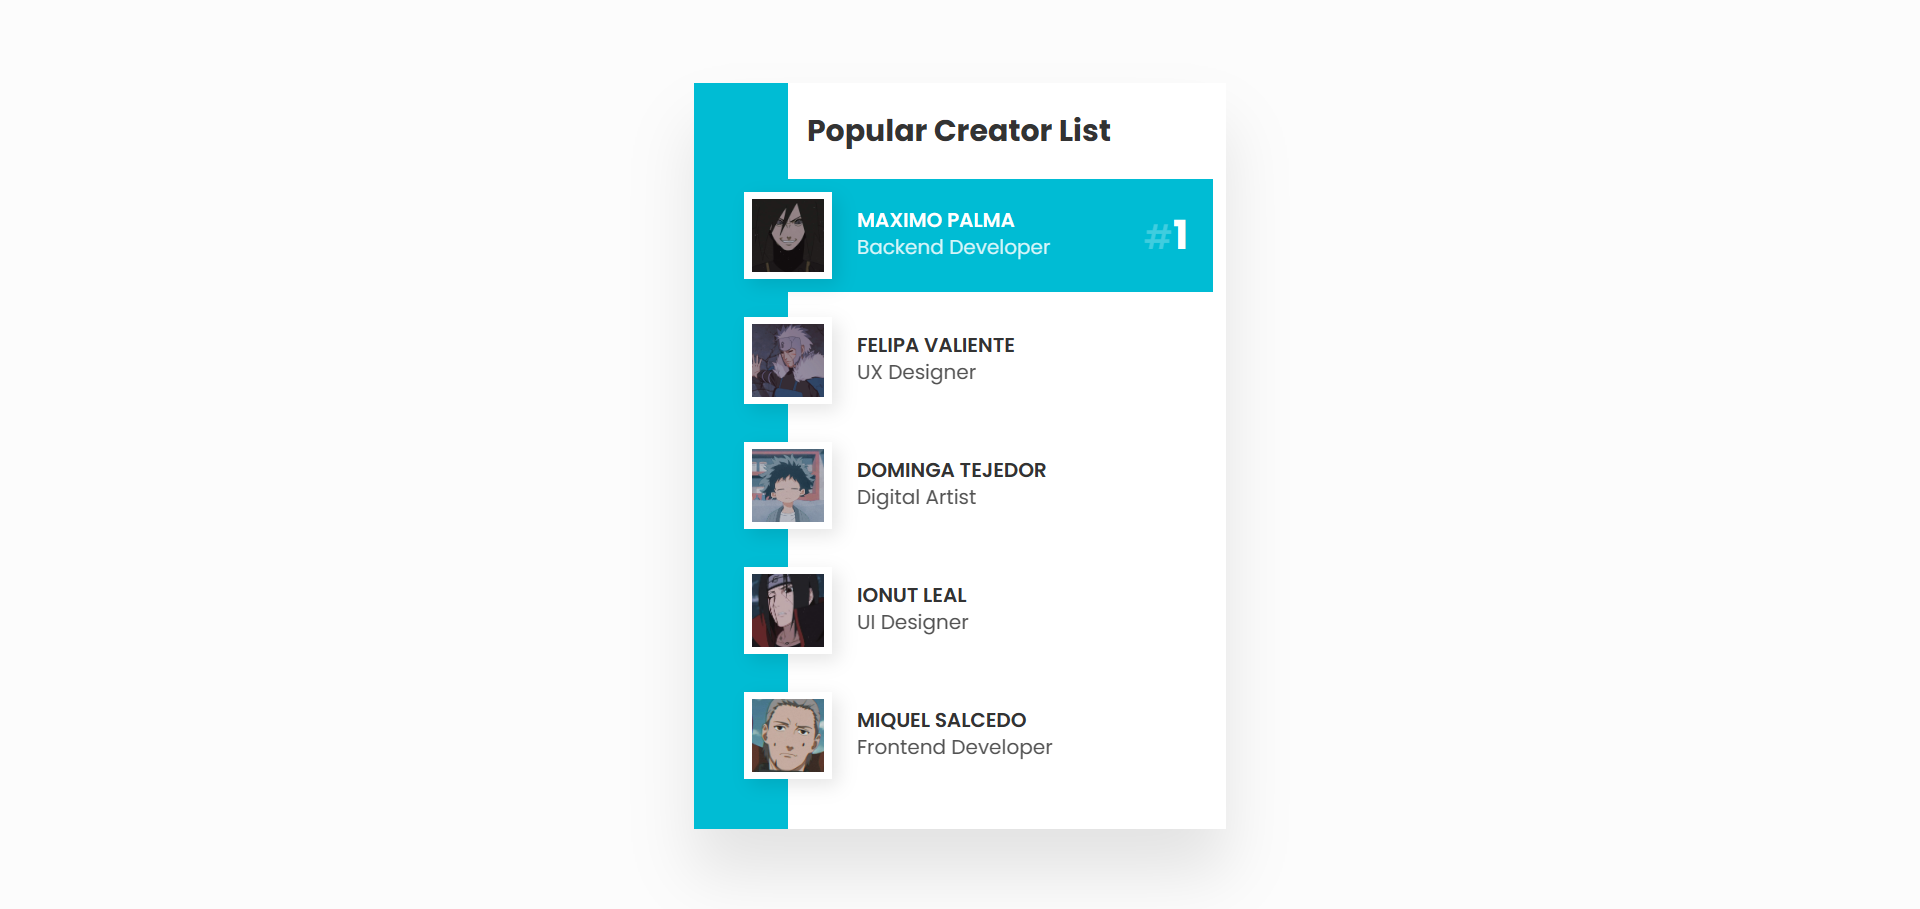 Popular Creator List
MAXIMO PALMA
Backend Developer
#1
FELIPA VALIENTE
UX Designer
DOMINGA TEJEDOR
Digital Artist
IONUT LEAL
UI Designer
MIQUEL SALCEDO
Frontend Developer